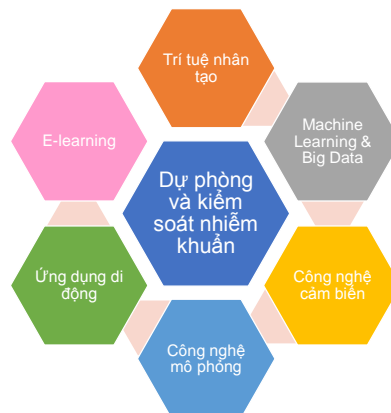 Trí tuệ nhân
tạo
E-learning
Machine
Learning &
Big Data
Dự phòng
và kiểm
soát nhiễm
khuẩn
Ứng dụng di
động
Công nghệ
cảm biến
Công nghệ
mô phỏng